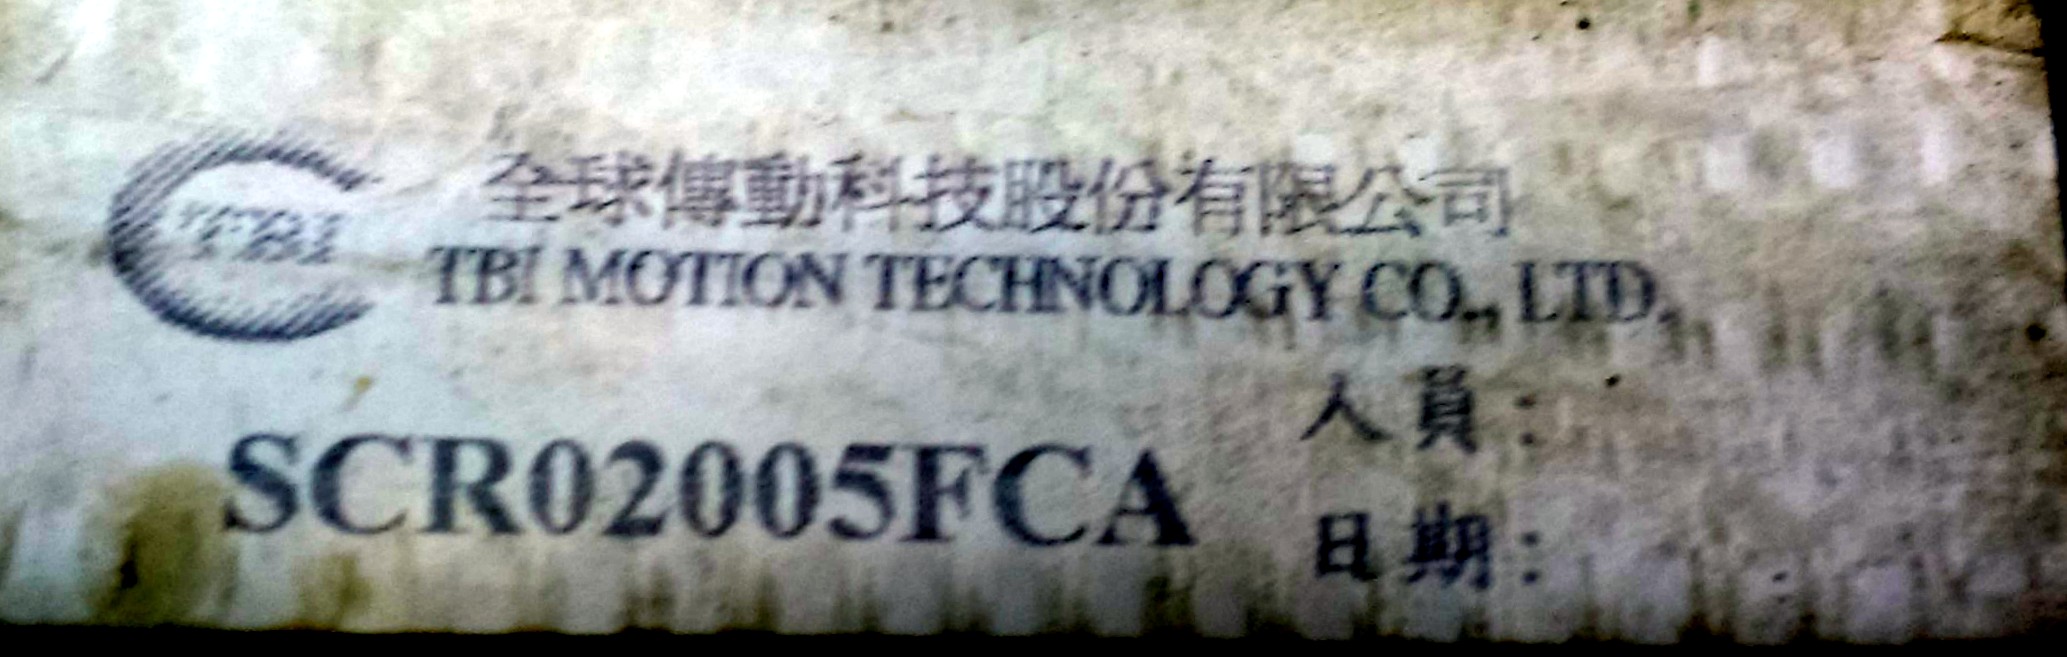 TBI
全球傳動科技股份有限公司
TBI MOTION TECHNOLOGY CO., LTD.
人員：
SCR02005FCA
日期：